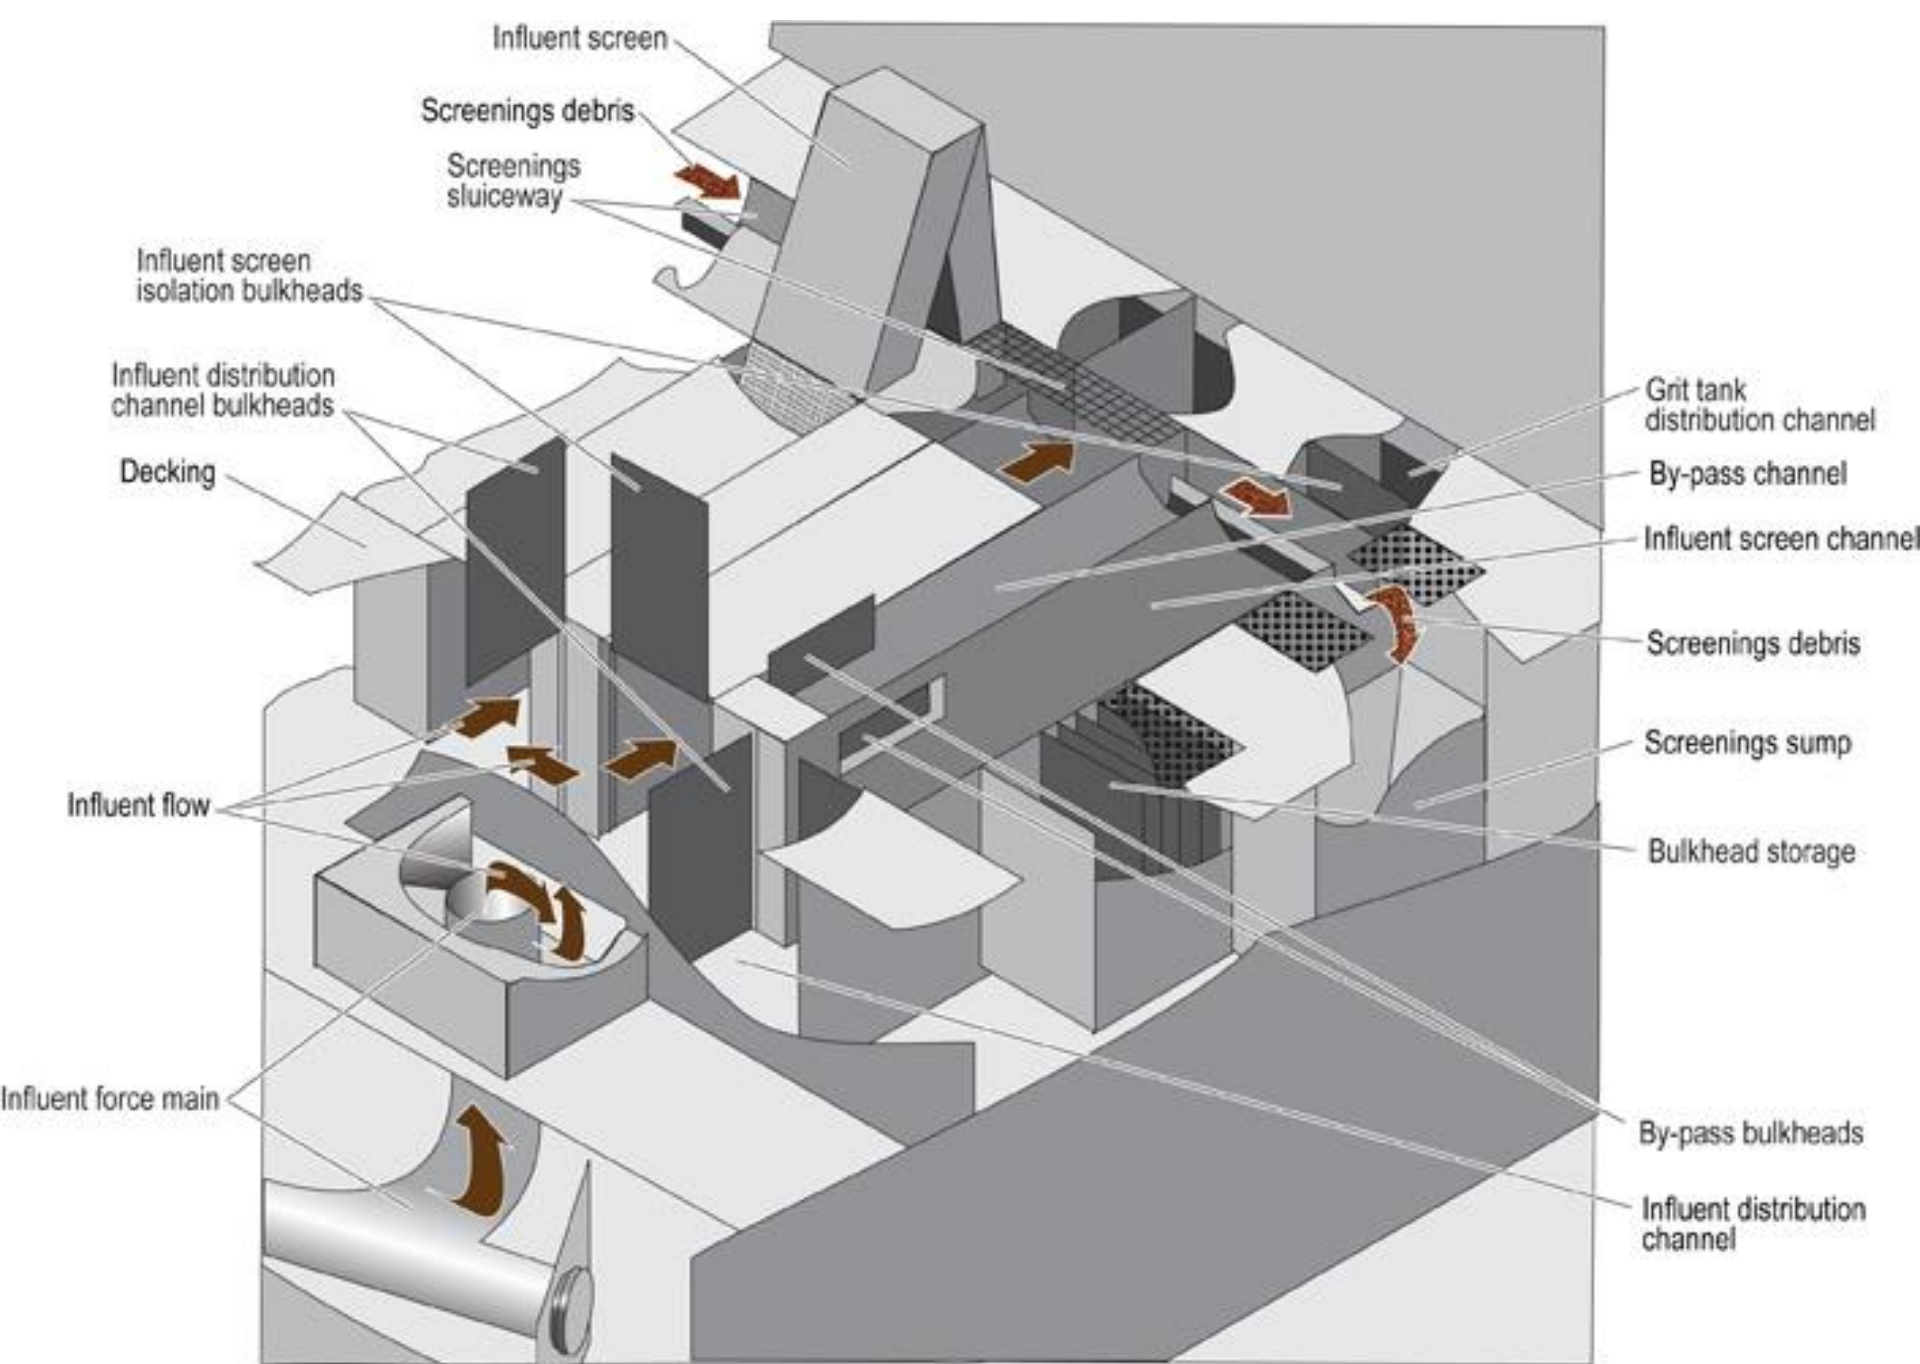 Influent screen
Screenings debris
Screenings
sluiceway
Influent screen
isolation bulkheads
Influent distribution
channel bulkheads
Decking
Influent flow
Influent force main
Grit tank
distribution channel
By-pass channel
Influent screen channel
Screenings debris
Screenings sump
Bulkhead storage
By-pass bulkheads
Influent distribution
channel